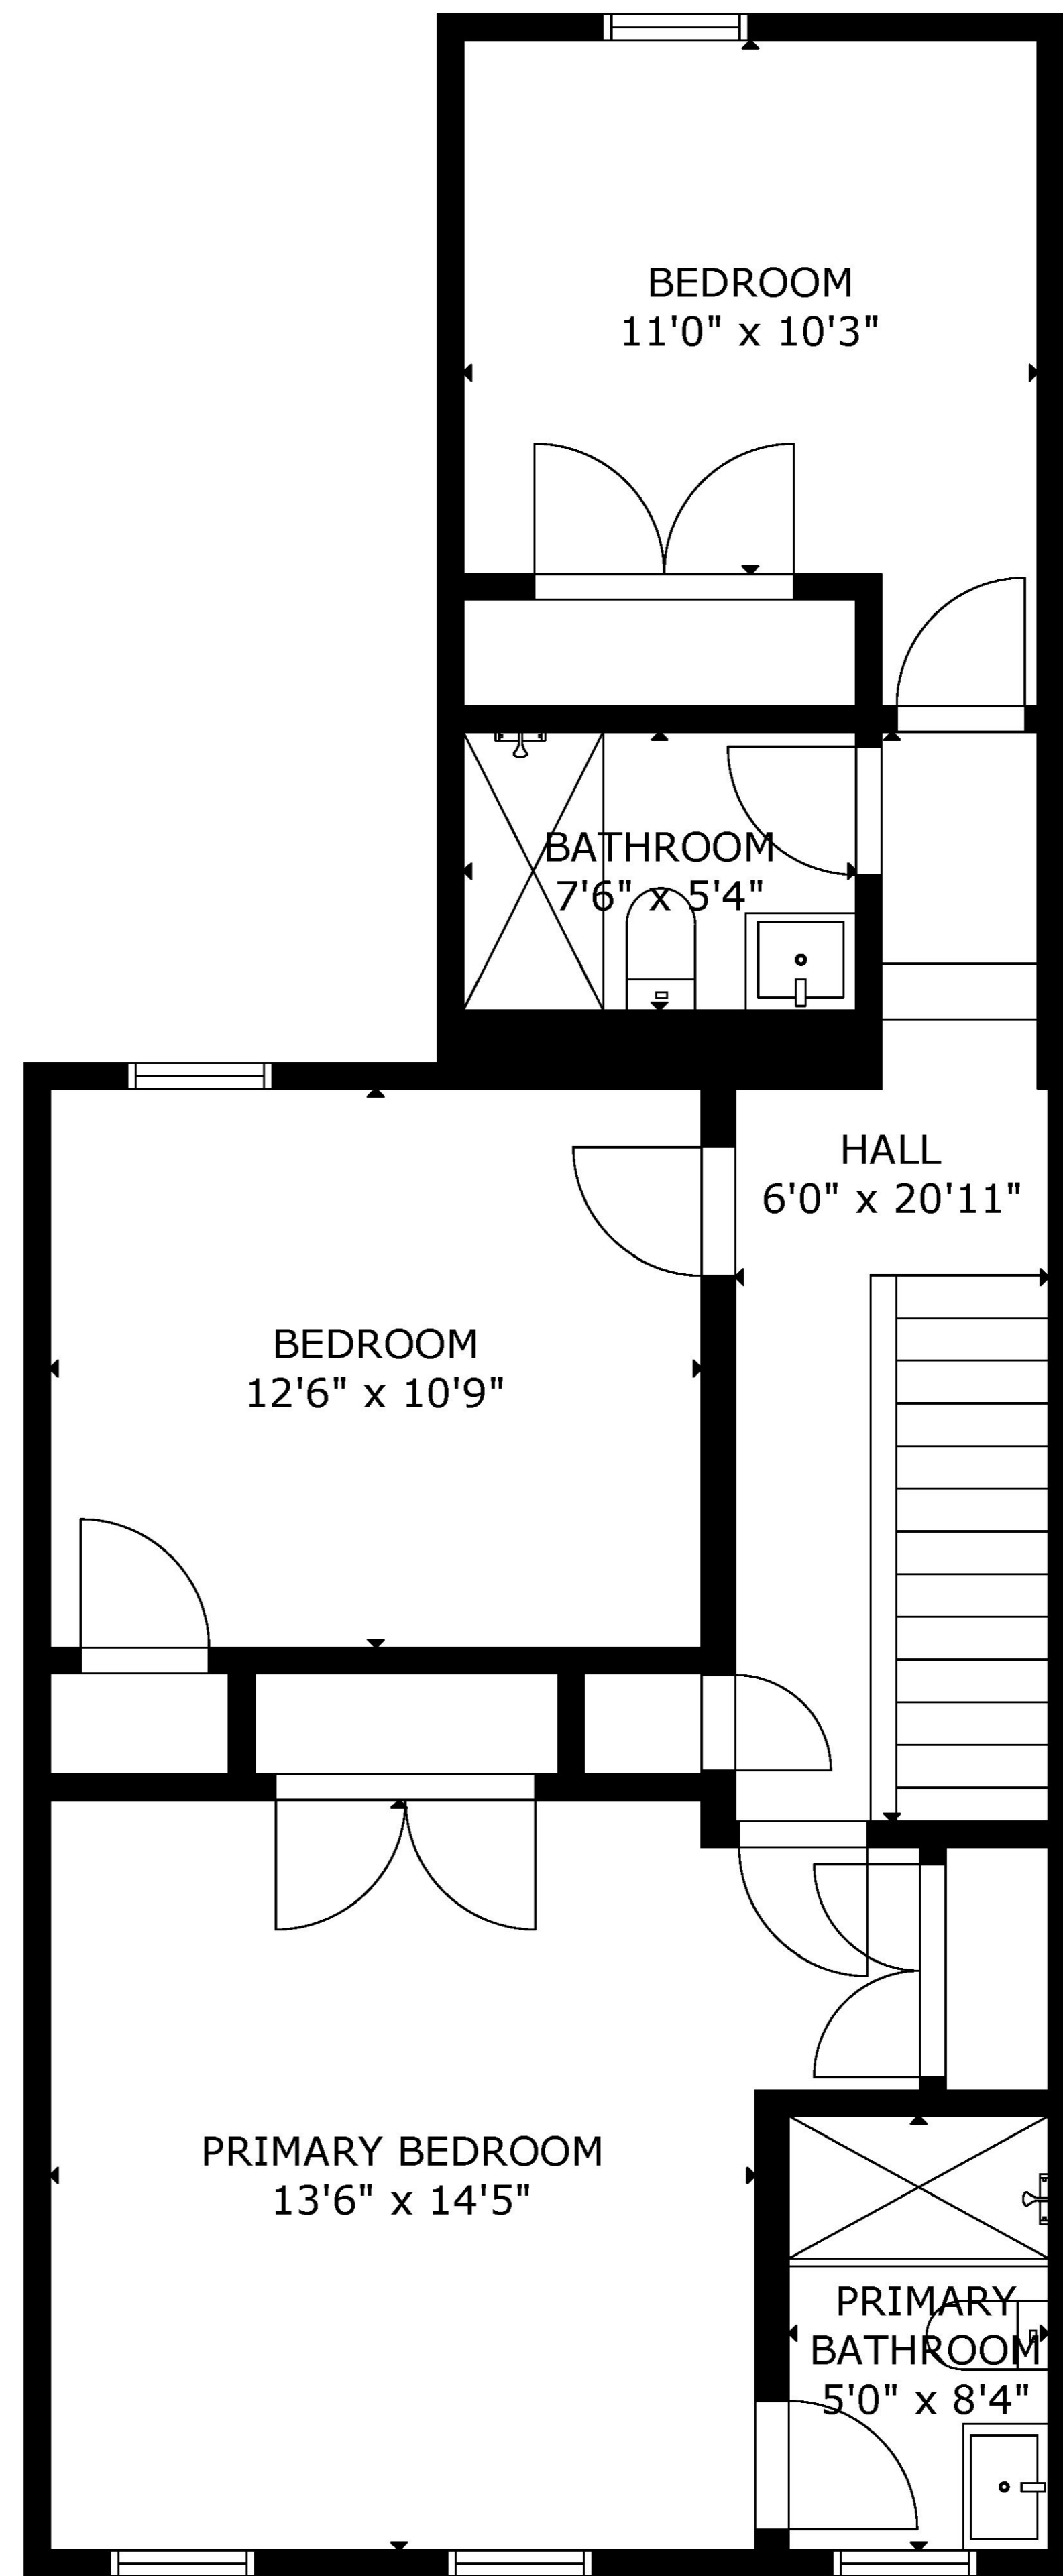 BEDROOM
11'0" x 10'3"
BATHROOM
7'6" x 5'4"
HALL
6'0" x 20'11"
BEDROOM
12'6" x 10'9"
PRIMARY BEDROOM
13'6" x 14'5"
PRIMARY
BATHROOM
5'0" x 8'4"